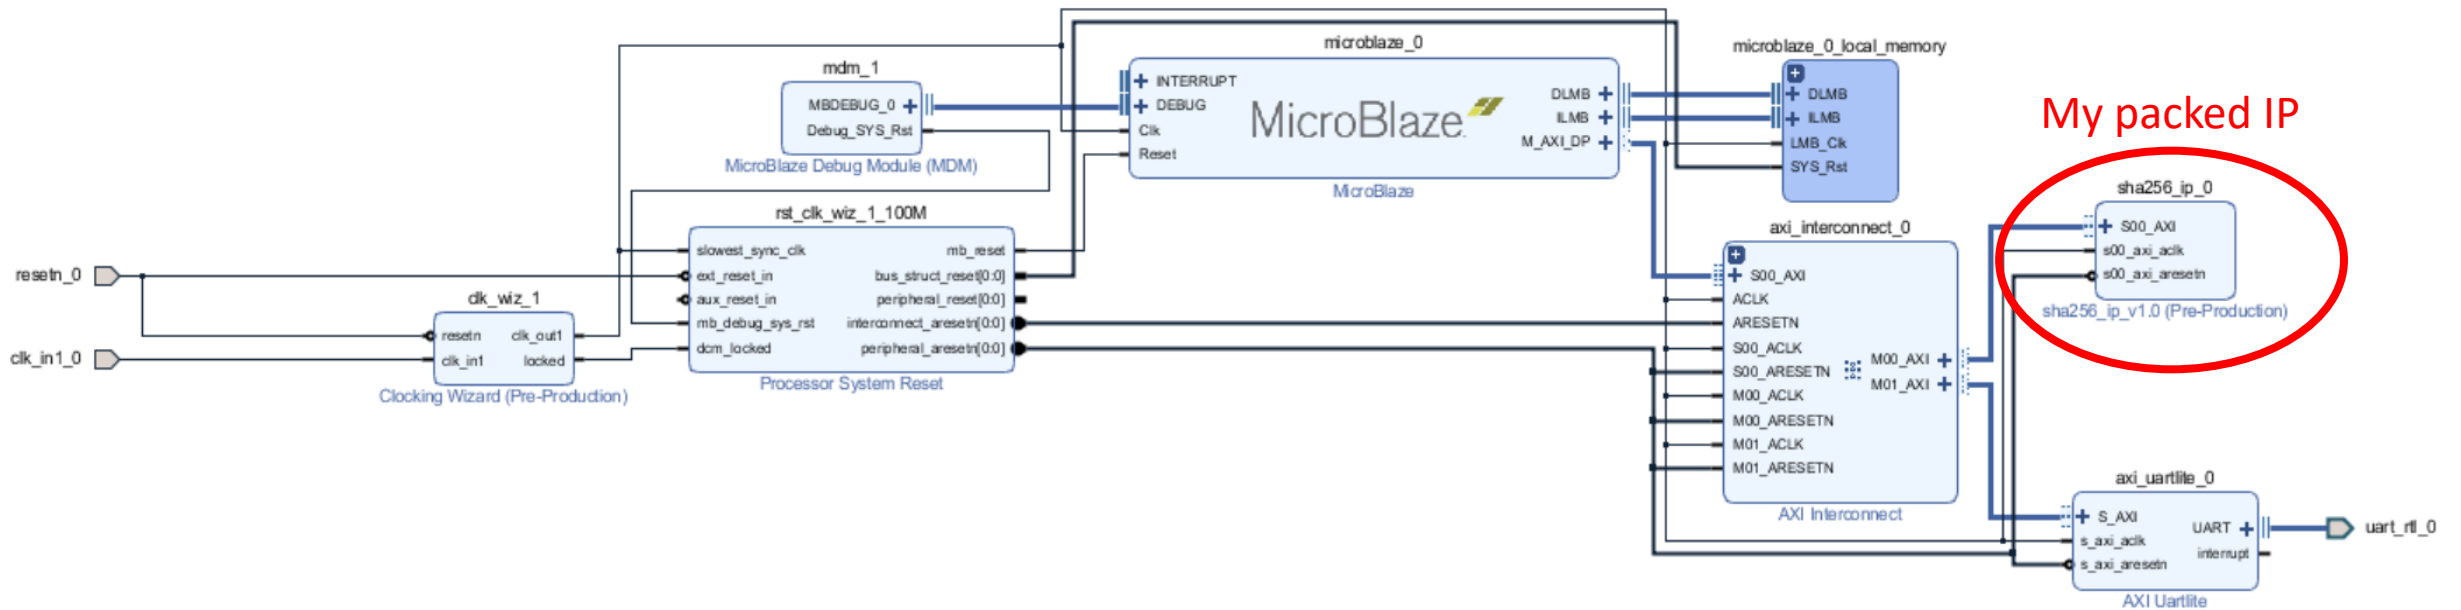 resetn_0
clk_in1_0
clk_wiz_1
resetn
clk_in1
clk_out1
locked
Clocking Wizard (Pre-Production)
mdm_1
MBDEBUG_0
Debug_SYS_Rst
MicroBlaze Debug Module (MDM)
rst_clk_wiz_1_100M
slowest_sync_clk
ext_reset_in
aux_reset_in
mb_debug_sys_rst
dcm_locked
mb_reset
bus_struct_reset[0:0]
peripheral_reset[0:0]
interconnect_aresetn[0:0]
peripheral_aresetn[0:0]
Processor System Reset
microblaze_0
INTERRUPT
DEBUG
Clk
Reset
MicroBlaze
DLMB
ILMB
M_AXI_DP
MicroBlaze
microblaze_0_local_memory
DLMB
ILMB
LMB_Clk
SYS_Rst
axi_interconnect_0
S00_AXI
ACLK
ARESETN
S00_ACLK
S00_ARESETN
M00_ACLK
M00_ARESETN
M01_ACLK
M01_ARESETN
M00_AXI
M01_AXI
AXI Interconnect
My packed IP
sha256_ip_0
S00_AXI
s00_axi_aclk
s00_axi_aresetn
sha256_ip_v1.0 (Pre-Production)
axi_uartlite_0
S_AXI
s_axi_aclk
s_axi_aresetn
UART
interrupt
AXI Uartlite
uart_rtl_0